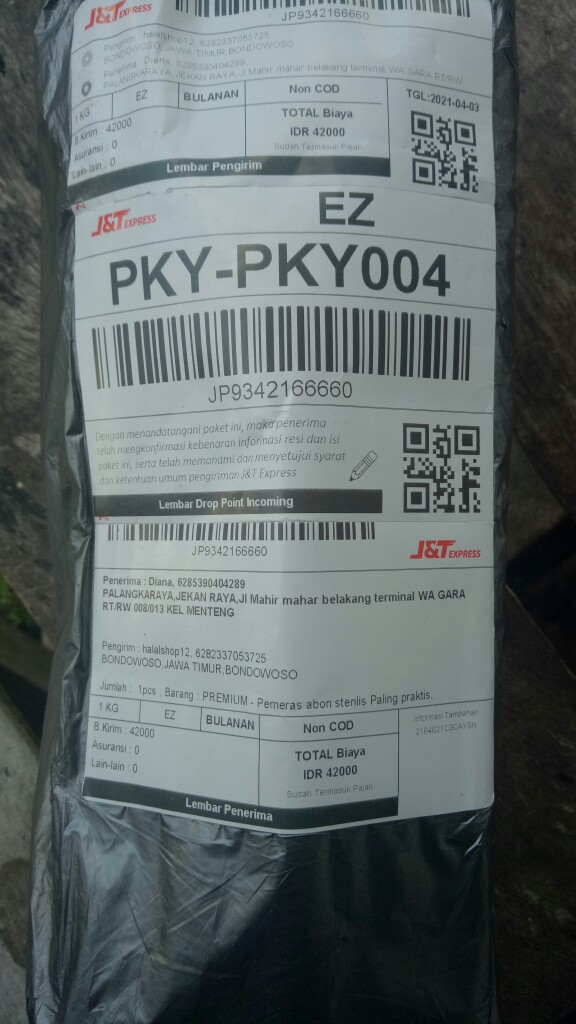 J&T EXPRESS
JP9342166660
Pengirim : halalshop12, 6282337053725
BONDOWOSO,JAWA TIMUR,BONDOWOSO
Penerima : Diana, 6285390404289
PALANGKARAYA,JEKAN RAYA,Jl Mahir mahar belakang terminal WA GARA RT/RW
1 KG
EZ
BULANAN
Non COD
TGL:2021-04-03
B.Kirim : 42000
Asuransi : 0
Lain-lain : 0
TOTAL Biaya
IDR 42000
Sudah Termasuk Pajak
Lembar Pengirim
J&T EXPRESS
EZ
PKY-PKY004
JP9342166660
Dengan menandatangani paket ini, maka penerima
telah mengkonfirmasi kebenaran informasi resi dan isi
paket ini, serta telah memahami dan menyetujui syarat
dan ketentuan umum pengiriman J&T Express
Lembar Drop Point Incoming
JP9342166660
J&T EXPRESS
Penerima : Diana, 6285390404289
PALANGKARAYA,JEKAN RAYA,Jl Mahir mahar belakang terminal WA GARA
RT/RW 008/013 KEL MENTENG
Pengirim : halalshop12, 6282337053725
BONDOWOSO,JAWA TIMUR,BONDOWOSO
Jumlah : 1pcs . Barang : PREMIUM - Pemeras abon stenlis Paling praktis.
1 KG
EZ
BULANAN
Non COD
Informasi Tambahan
B.Kirim : 42000
Asuransi : 0
Lain-lain : 0
TOTAL Biaya
IDR 42000
Sudah Termasuk Pajak
Lembar Penerima